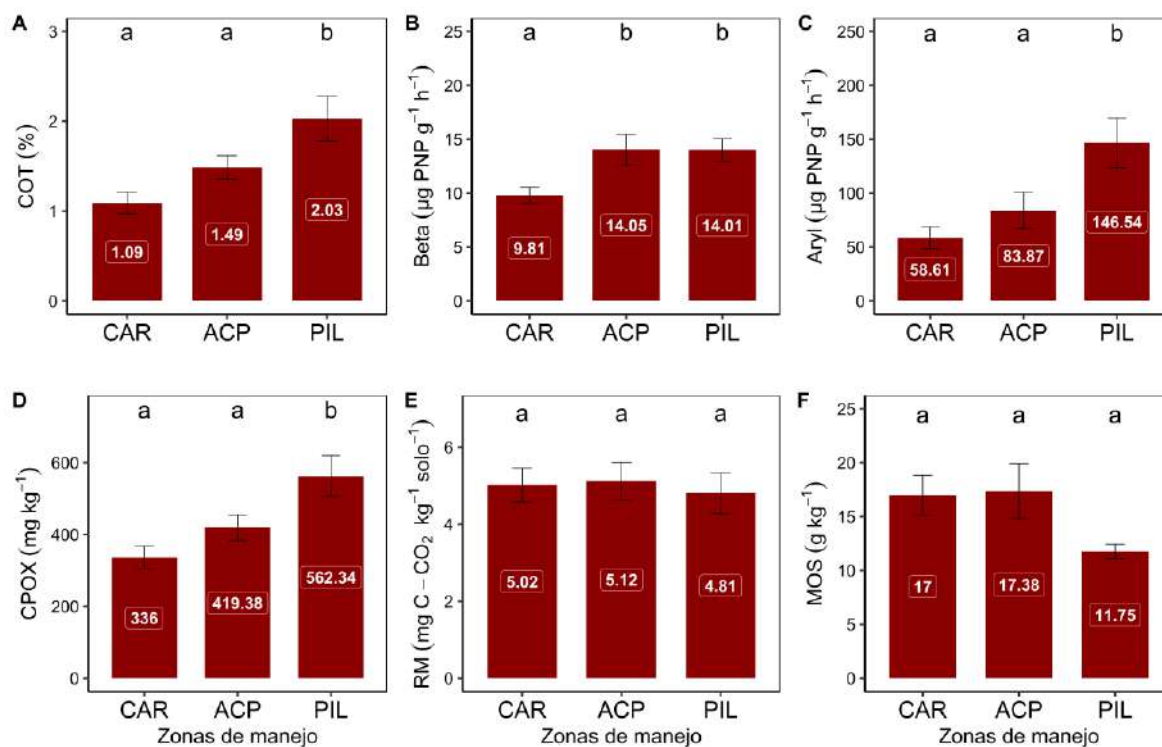 A
a a b
COT (%)
3
2
1
0
1.09 1.49 2.03
CAR ACP PIL
B
a b b
Beta (µg PNP g⁻¹ h⁻¹)
25
20
15
10
5
0
9.81 14.05 14.01
CAR ACP PIL
C
a a b
Aryl (µg PNP g⁻¹ h⁻¹)
250
200
150
100
50
0
58.61 83.87 146.54
CAR ACP PIL
D
a a b
CPOX (mg kg⁻¹)
600
400
200
0
336 419.38 562.34
CAR ACP PIL
Zonas de manejo
E
a a a
RM (mg C – CO₂ kg⁻¹ solo⁻¹)
6
4
2
0
5.02 5.12 4.81
CAR ACP PIL
Zonas de manejo
F
a a a
MOS (g kg⁻¹)
25
20
15
10
5
0
17 17.38 11.75
CAR ACP PIL
Zonas de manejo